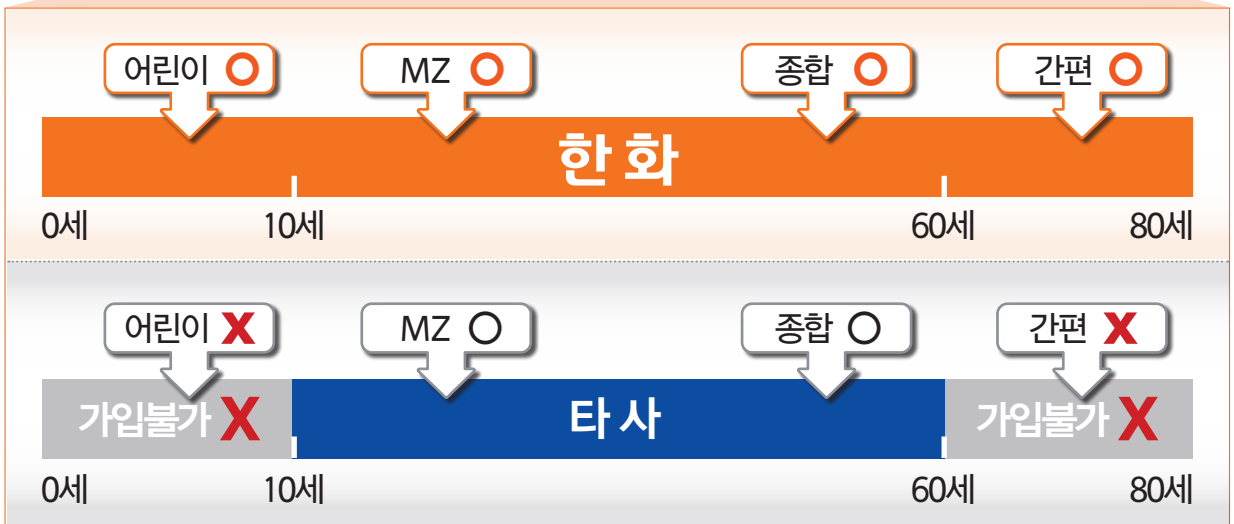 어린이 O MZ O 종합 O 간편 O
한화
0세 10세 60세 80세
어린이 X MZ O 종합 O 간편 X
가입불가 X 타사 가입불가 X
0세 10세 60세 80세